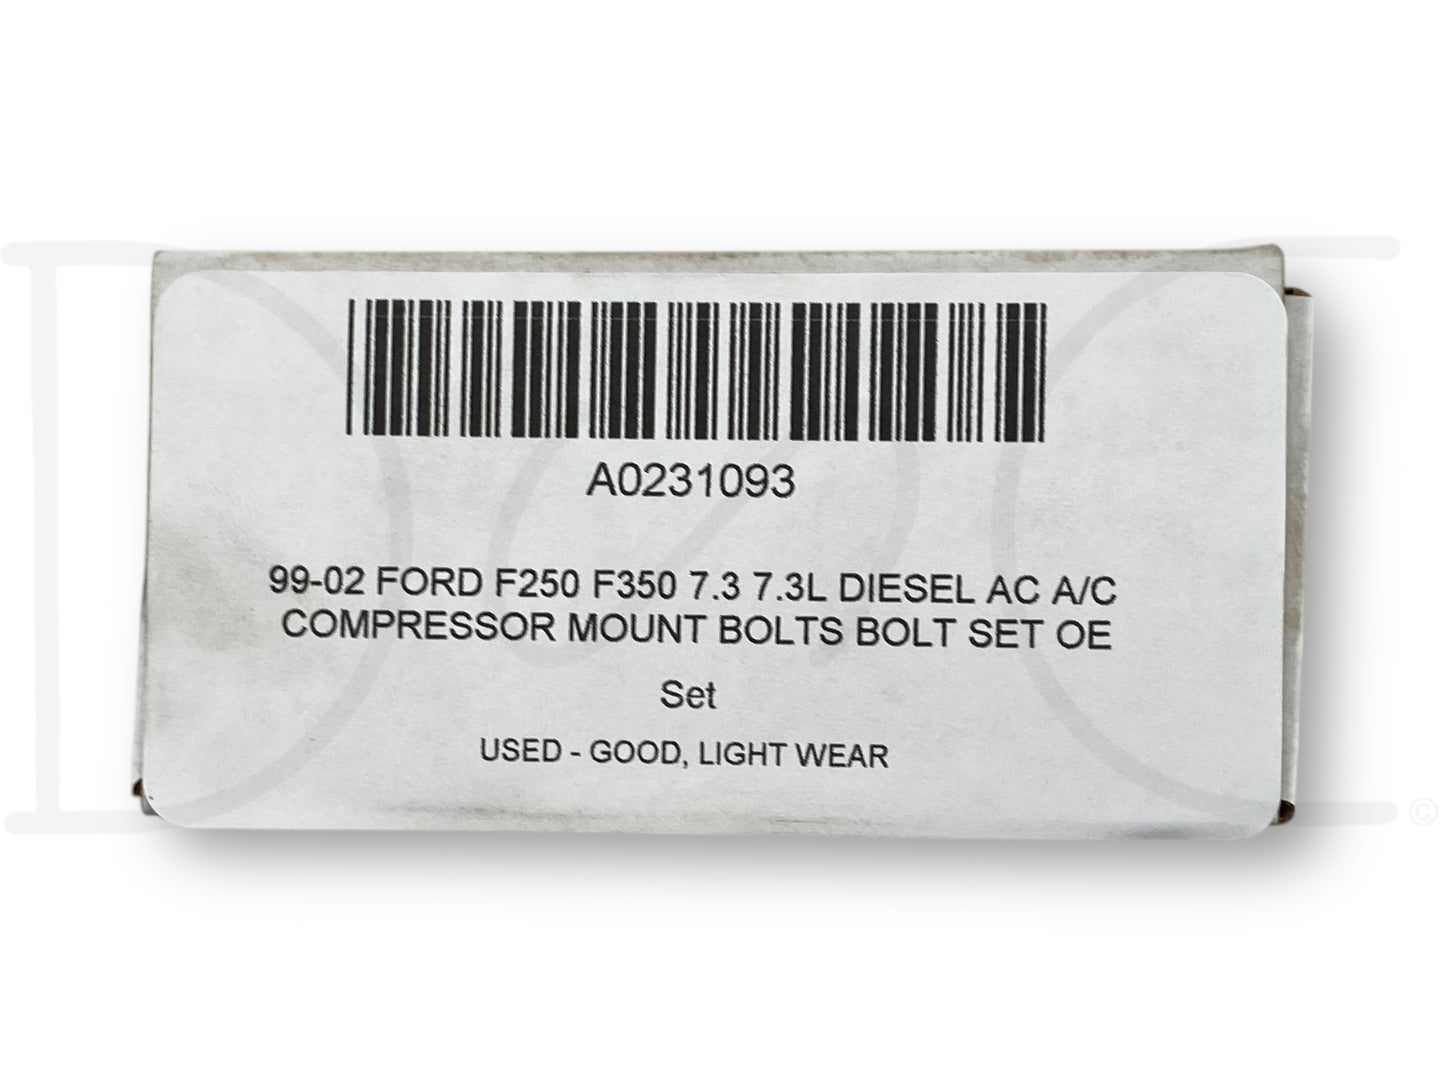 A0231093
99-02 FORD F250 F350 7.3 7.3L DIESEL AC A/C
COMPRESSOR MOUNT BOLTS BOLT SET OE
Set
USED - GOOD, LIGHT WEAR
©